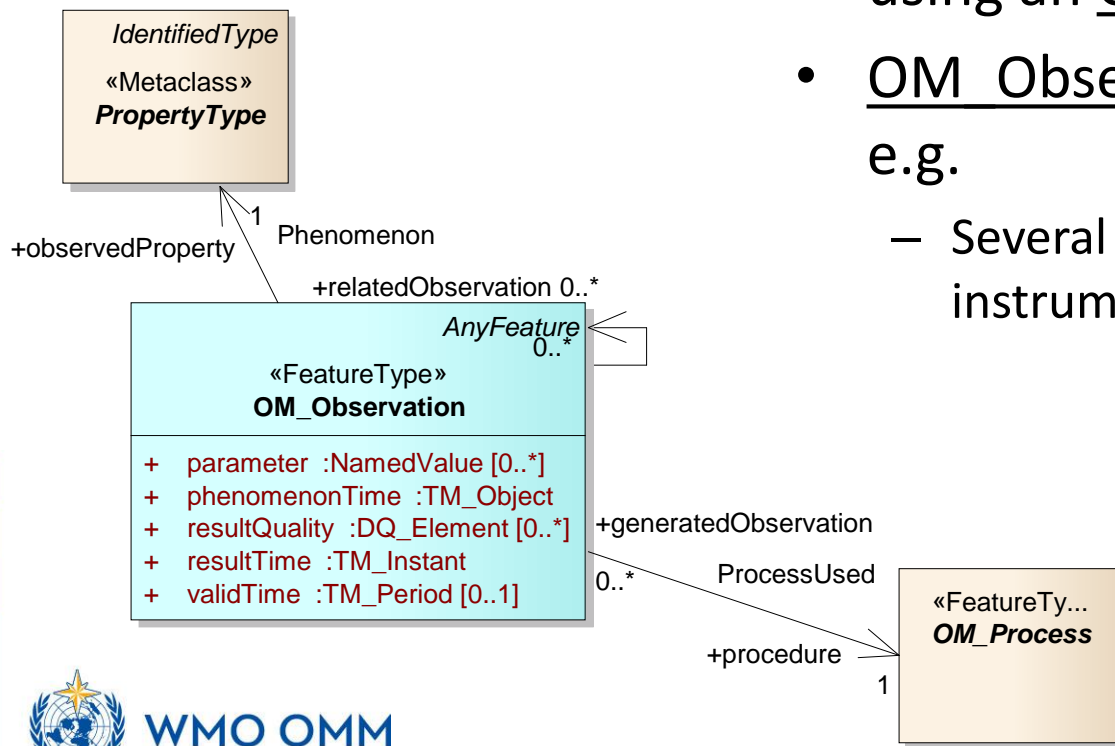 IdentifiedType
«Metaclass»
PropertyType
1
+observedProperty
Phenomenon
+relatedObservation 0..*
AnyFeature
0..*
«FeatureType»
OM_Observation
+ parameter :NamedValue [0..*]
+ phenomenonTime :TM_Object
+ resultQuality :DQ_Element [0..*]
+ resultTime :TM_Instant
+ validTime :TM_Period [0..1]
+generatedObservation
0..*
ProcessUsed
+procedure
1
«FeatureTy...
OM_Process
using an
• OM_Obse
e.g.
– Several
instrum
WMO OMM